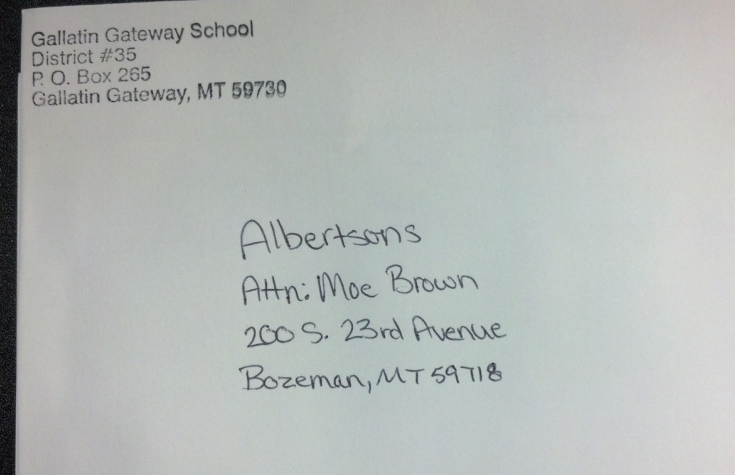 Gallatin Gateway School
District #35
P. O. Box 265
Gallatin Gateway, MT 59730
Albertsons
Attn: Moe Brown
200 S. 23rd Avenue
Bozeman, MT 59718